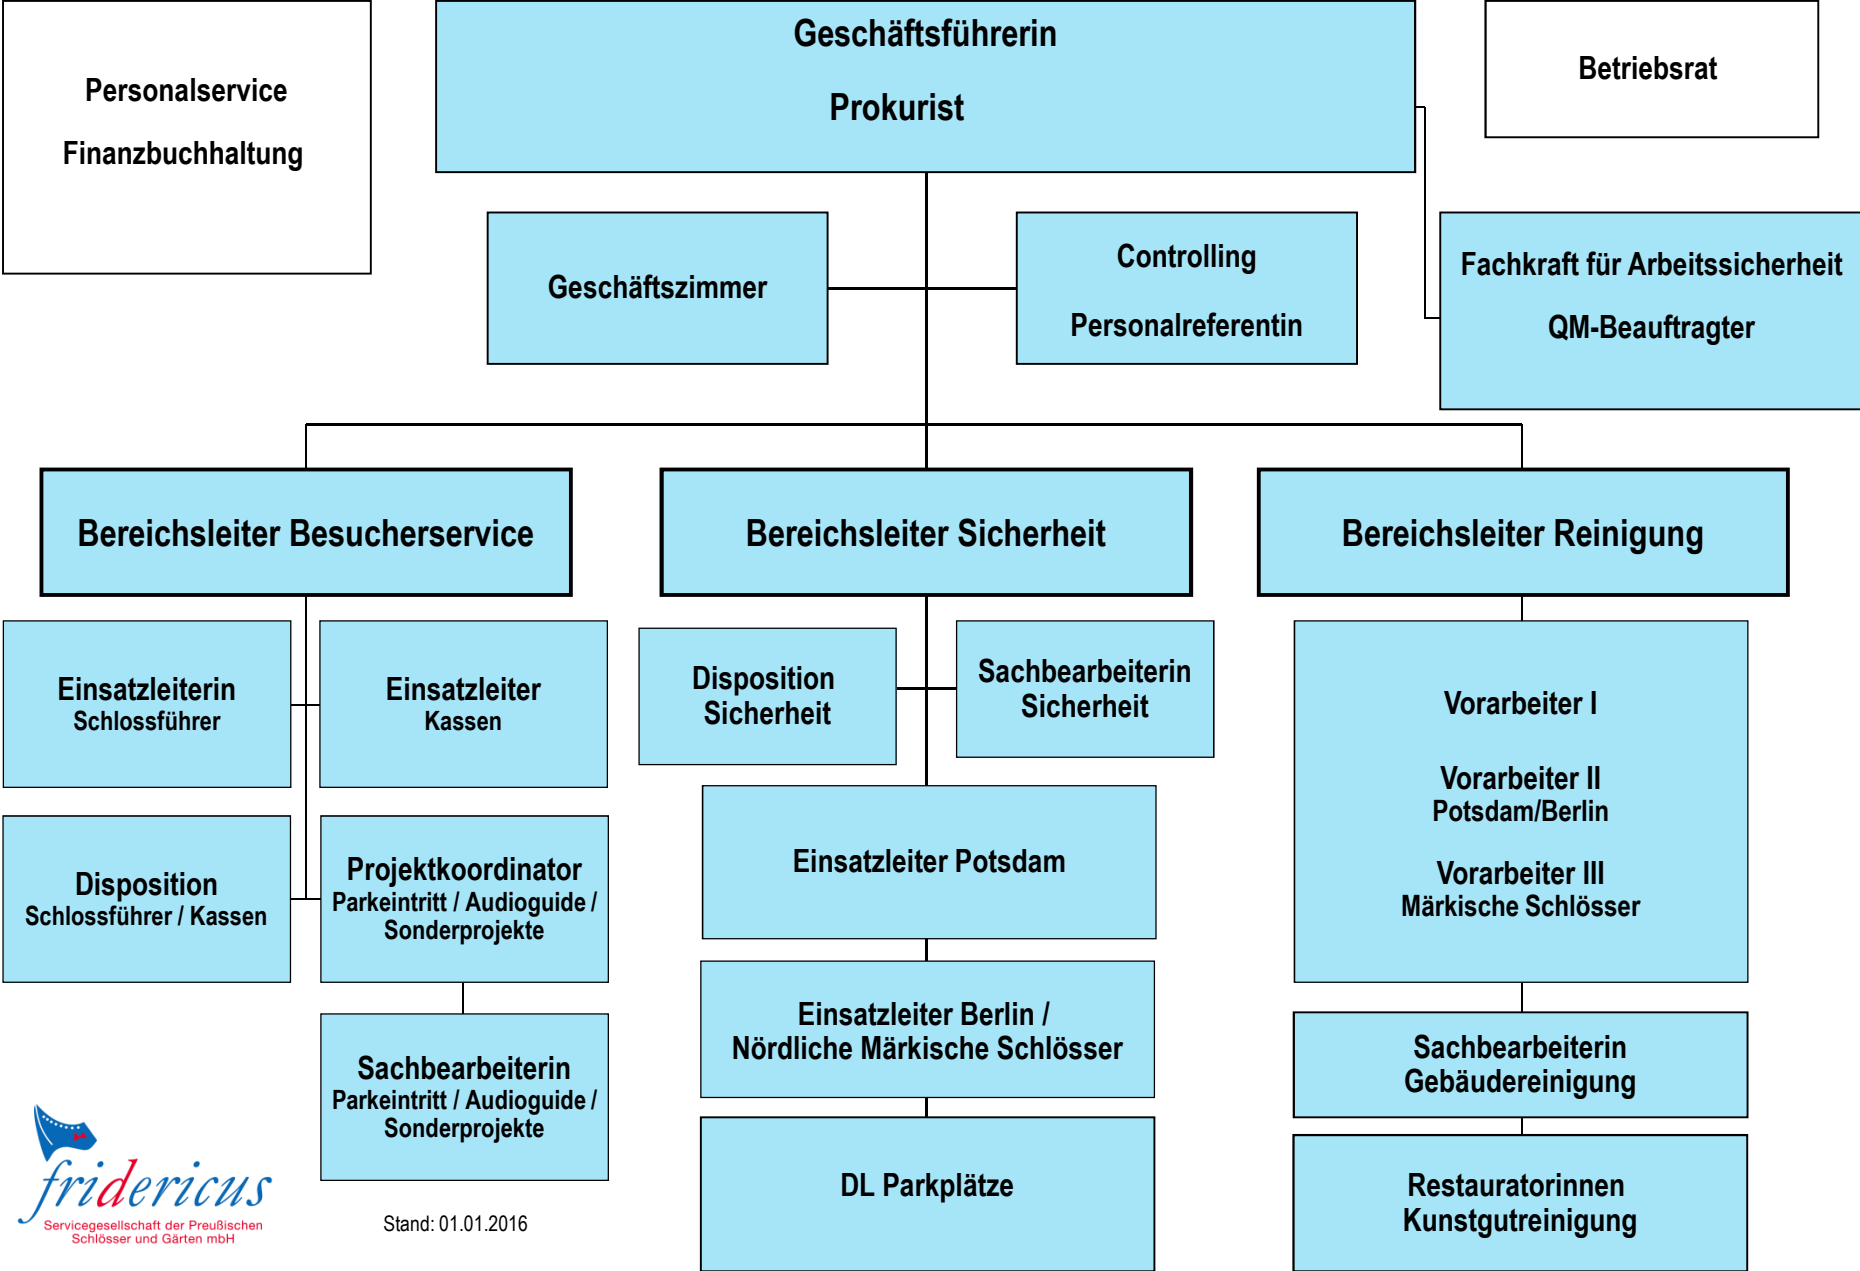 Personalservice
Finanzbuchhaltung
Geschäftsführerin
Prokurist
Betriebsrat
Geschäftszimmer
Controlling
Personalreferentin
Fachkraft für Arbeitssicherheit
QM-Beauftragter
Bereichsleiter Besucherservice
Bereichsleiter Sicherheit
Bereichsleiter Reinigung
Einsatzleiterin
Schlossführer
Einsatzleiter
Kassen
Disposition
Schlossführer / Kassen
Projektkoordinator
Parkeintritt / Audioguide /
Sonderprojekte
Sachbearbeiterin
Parkeintritt / Audioguide /
Sonderprojekte
Disposition
Sicherheit
Sachbearbeiterin
Sicherheit
Einsatzleiter Potsdam
Einsatzleiter Berlin /
Nördliche Märkische Schlösser
DL Parkplätze
Vorarbeiter I
Vorarbeiter II
Potsdam/Berlin
Vorarbeiter III
Märkische Schlösser
Sachbearbeiterin
Gebäudereinigung
Restauratorinnen
Kunstgutreinigung
fridericus
Servicegesellschaft der Preußischen
Schlösser und Gärten mbH
Stand: 01.01.2016